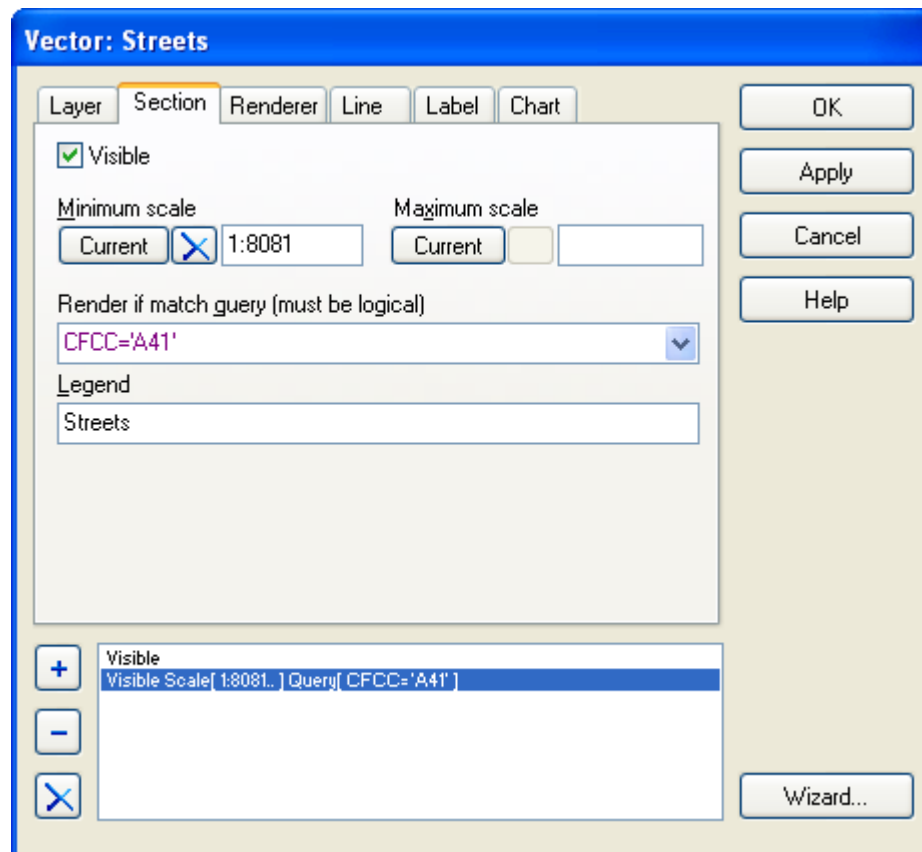 Vector: Streets
Layer Section Renderer Line Label Chart
OK
Visible
Apply
Minimum scale Maximum scale
Current 1:8081 Current
Cancel
Help
Render if match query (must be logical)
CFCC='A41'
Legend
Streets
Visible
Visible Scale[ 1:8081.. ] Query[ CFCC='A41' ]
Wizard...